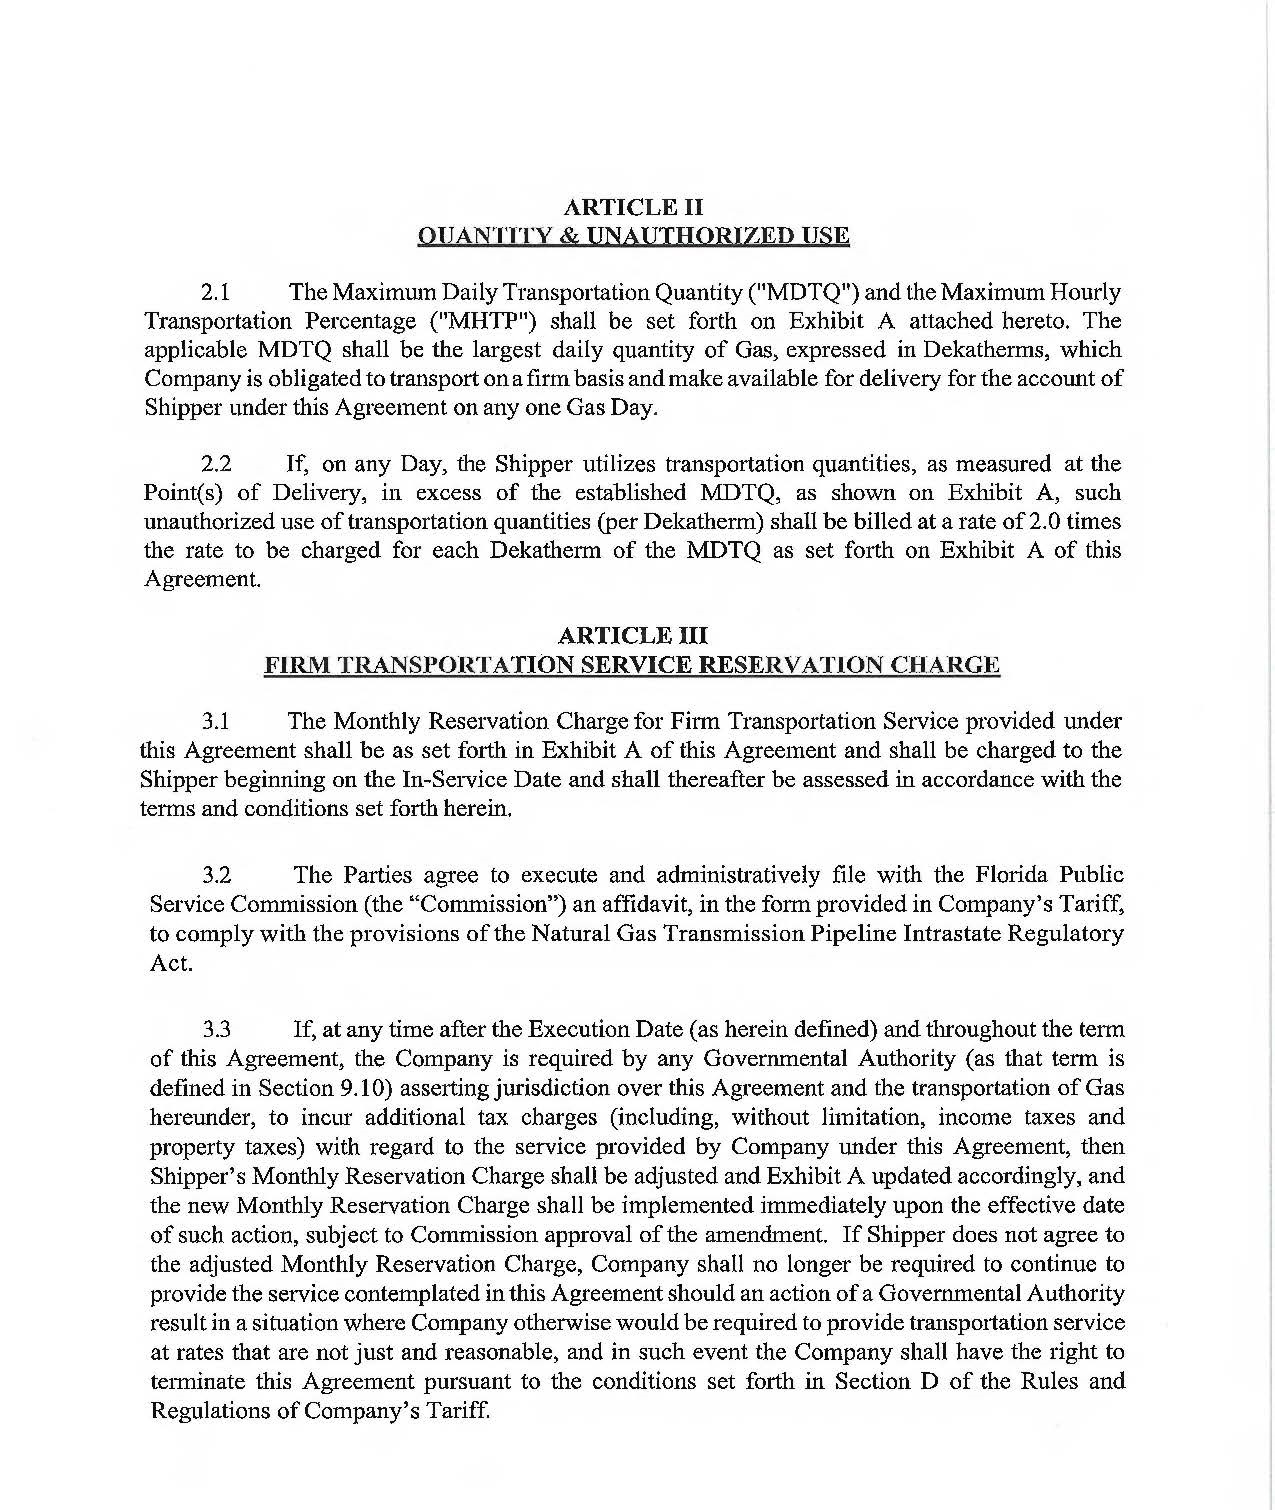 ARTICLE II
QUANTITY & UNAUTHORIZED USE
2.1 The Maximum Daily Transportation Quantity ("MDTQ") and the Maximum Hourly
Transportation Percentage ("MHTP") shall be set forth on Exhibit A attached hereto. The
applicable MDTQ shall be the largest daily quantity of Gas, expressed in Dekatherms, which
Company is obligated to transport on a firm basis and make available for delivery for the account of
Shipper under this Agreement on any one Gas Day.
2.2 If, on any Day, the Shipper utilizes transportation quantities, as measured at the
Point(s) of Delivery, in excess of the established MDTQ, as shown on Exhibit A, such
unauthorized use of transportation quantities (per Dekatherm) shall be billed at a rate of 2.0 times
the rate to be charged for each Dekatherm of the MDTQ as set forth on Exhibit A of this
Agreement.
ARTICLE III
FIRM TRANSPORTATION SERVICE RESERVATION CHARGE
3.1 The Monthly Reservation Charge for Firm Transportation Service provided under
this Agreement shall be as set forth in Exhibit A of this Agreement and shall be charged to the
Shipper beginning on the In-Service Date and shall thereafter be assessed in accordance with the
terms and conditions set forth herein.
3.2 The Parties agree to execute and administratively file with the Florida Public
Service Commission (the “Commission”) an affidavit, in the form provided in Company’s Tariff,
to comply with the provisions of the Natural Gas Transmission Pipeline Intrastate Regulatory
Act.
3.3 If, at any time after the Execution Date (as herein defined) and throughout the term
of this Agreement, the Company is required by any Governmental Authority (as that term is
defined in Section 9.10) asserting jurisdiction over this Agreement and the transportation of Gas
hereunder, to incur additional tax charges (including, without limitation, income taxes and
property taxes) with regard to the service provided by Company under this Agreement, then
Shipper’s Monthly Reservation Charge shall be adjusted and Exhibit A updated accordingly, and
the new Monthly Reservation Charge shall be implemented immediately upon the effective date
of such action, subject to Commission approval of the amendment. If Shipper does not agree to
the adjusted Monthly Reservation Charge, Company shall no longer be required to continue to
provide the service contemplated in this Agreement should an action of a Governmental Authority
result in a situation where Company otherwise would be required to provide transportation service
at rates that are not just and reasonable, and in such event the Company shall have the right to
terminate this Agreement pursuant to the conditions set forth in Section D of the Rules and
Regulations of Company’s Tariff.